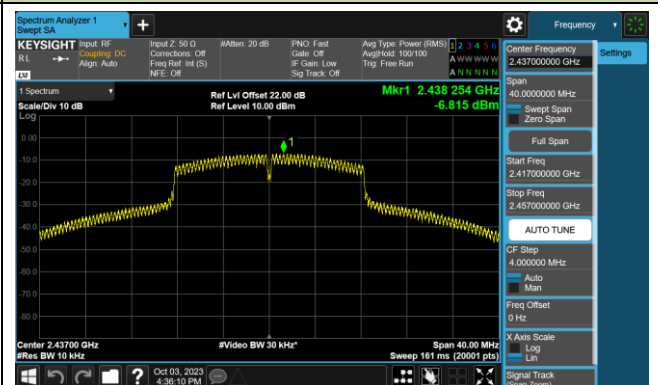 Spectrum Analyzer 1
Swept SA
Frequency
KEYSIGHT
RL
LXI
Input: RF
Coupling: DC
Align: Auto
Input Z: 50 Ω
Corrections: Off
Freq Ref: Int (S)
NFE: Off
#Atten: 20 dB
PNO: Fast
Gate: Off
IF Gain: Low
Sig Track: Off
Avg Type: Power (RMS)
Avg|Hold: 100/100
Trig: Free Run
1 2 3 4 5 6
A W W W W W
A N N N N N
1 Spectrum
Scale/Div 10 dB
Log
Ref Lvl Offset 22.00 dB
Ref Level 10.00 dBm
Mkr1 2.438 254 GHz
-6.815 dBm
1
0.00
-10.0
-20.0
-30.0
-40.0
-50.0
-60.0
-70.0
-80.0
Center 2.43700 GHz
#Res BW 10 kHz
#Video BW 30 kHz*
Span 40.00 MHz
Sweep 161 ms (20001 pts)
?
Oct 03, 2023
4:36:10 PM
Center Frequency
2.437000000 GHz
Settings
Span
40.0000000 MHz
Swept Span
Zero Span
Full Span
Start Freq
2.417000000 GHz
Stop Freq
2.457000000 GHz
AUTO TUNE
CF Step
4.000000 MHz
Auto
Man
Freq Offset
0 Hz
X Axis Scale
Log
Lin
Signal Track
(Span Zoom)